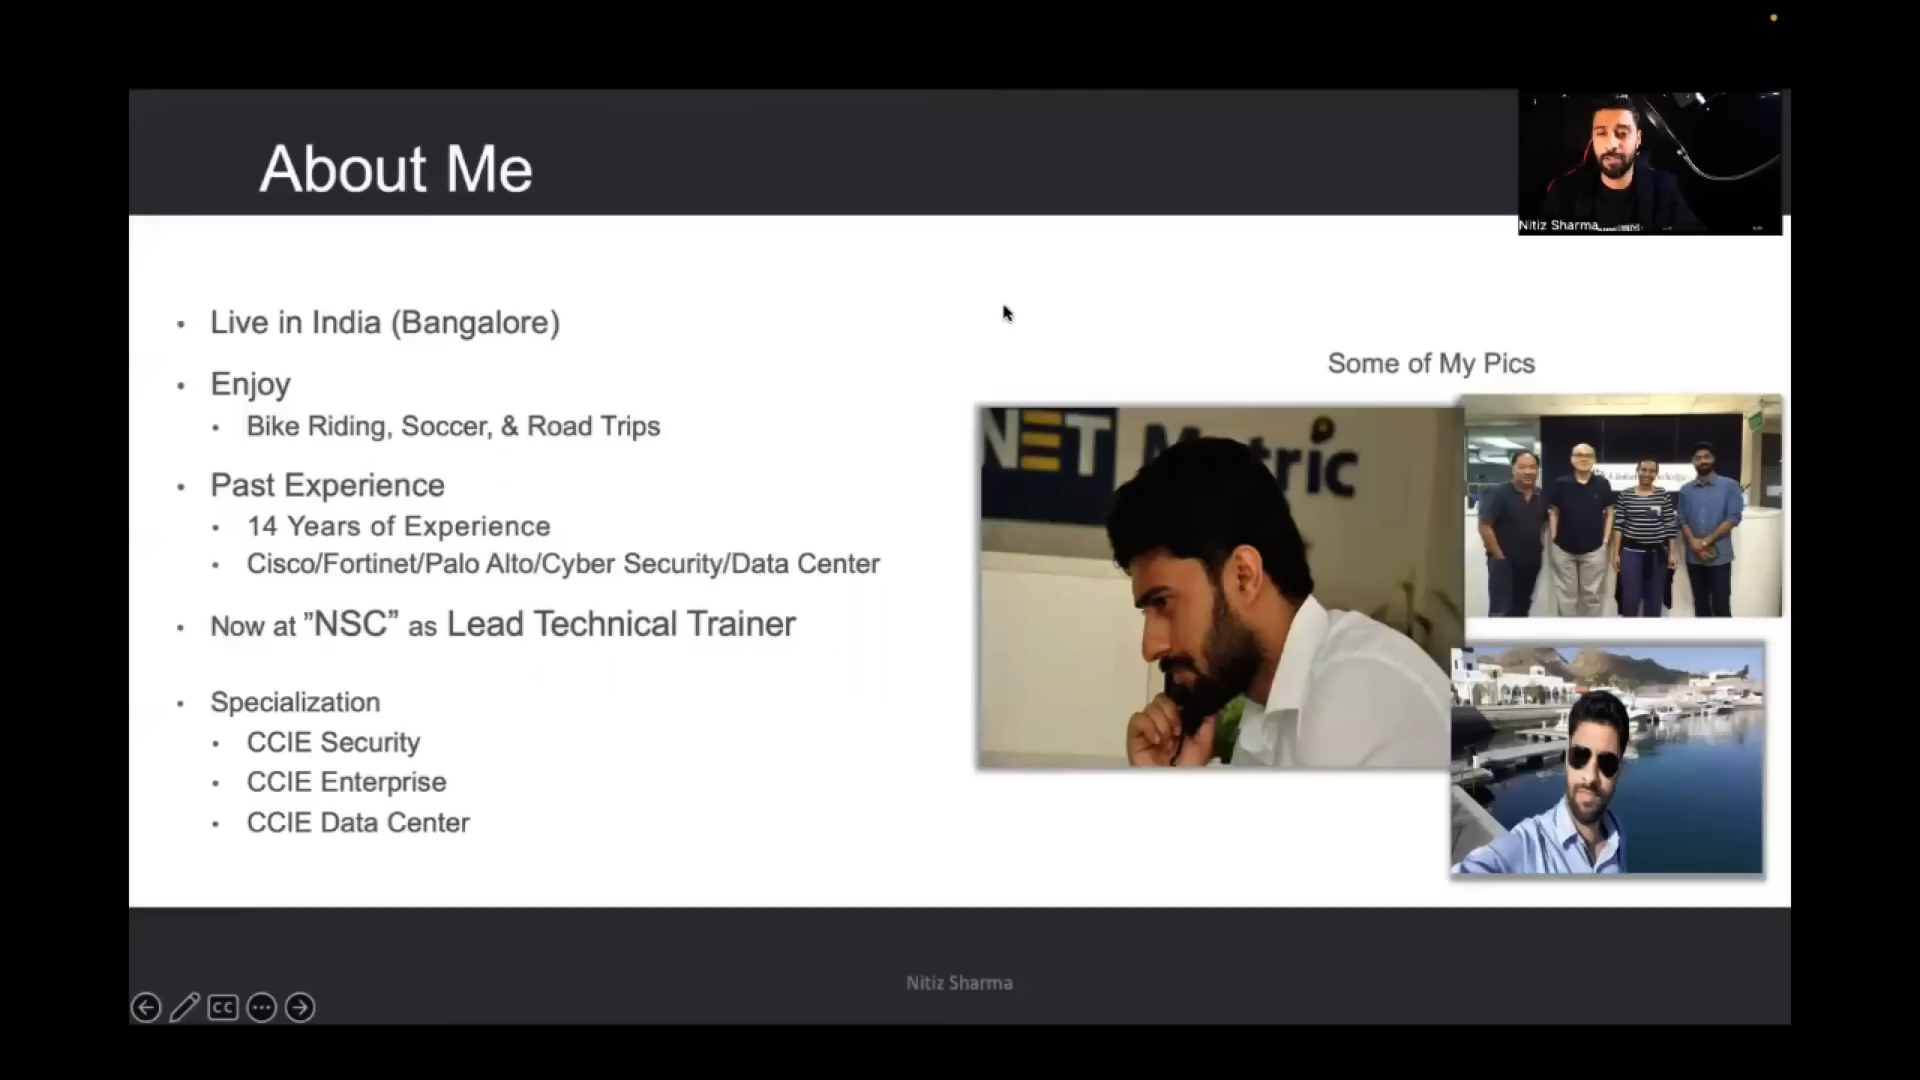 About Me
Nitiz Sharma
Live in India (Bangalore)
Enjoy
Bike Riding, Soccer, & Road Trips
Past Experience
14 Years of Experience
Cisco/Fortinet/Palo Alto/Cyber Security/Data Center
Now at ”NSC” as Lead Technical Trainer
Specialization
CCIE Security
CCIE Enterprise
CCIE Data Center
Some of My Pics
NET
Nitiz Sharma
CC